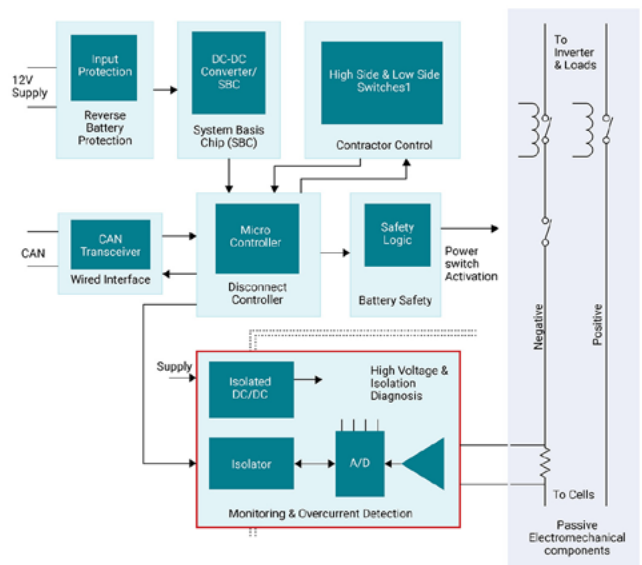 12V
Supply
Input
Protection
Reverse
Battery
Protection
DC-DC
Converter/
SBC
System Basis
Chip (SBC)
High Side & Low Side
Switches1
Contractor Control
To
Inverter
& Loads
CAN
CAN
Transceiver
Wired Interface
Micro
Controller
Disconnect
Controller
Safety
Logic
Battery Safety
Power
switch
Activation
Negative
Positive
Supply
Isolated
DC/DC
High Voltage &
Isolation
Diagnosis
Isolator
A/D
Monitoring & Overcurrent Detection
To Cells
Passive
Electromechanical
components